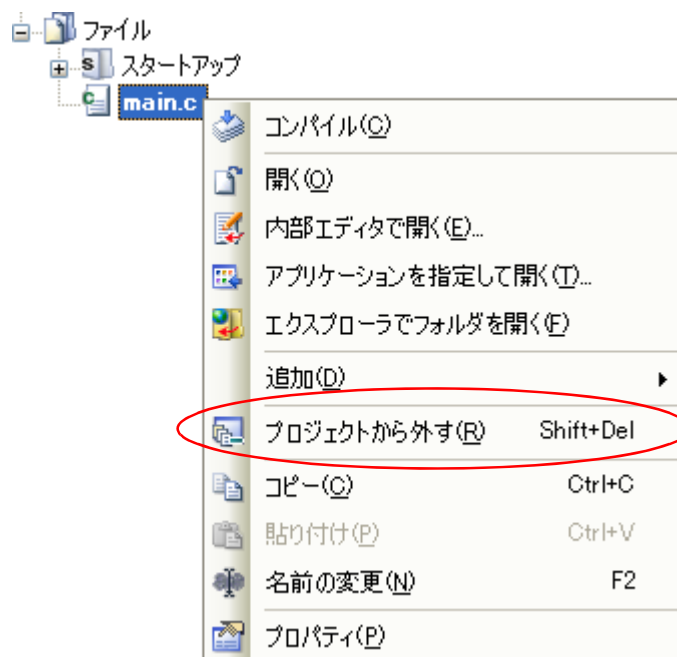 ファイル
スタートアップ
main.c
コンパイル(C)
開く(O)
内部エディタで開く(E)...
アプリケーションを指定して開く(T)...
エクスプローラでフォルダを開く(F)
追加(D)
プロジェクトから外す(R) Shift+Del
コピー(C) Ctrl+C
貼り付け(P) Ctrl+V
名前の変更(N) F2
プロパティ(P)